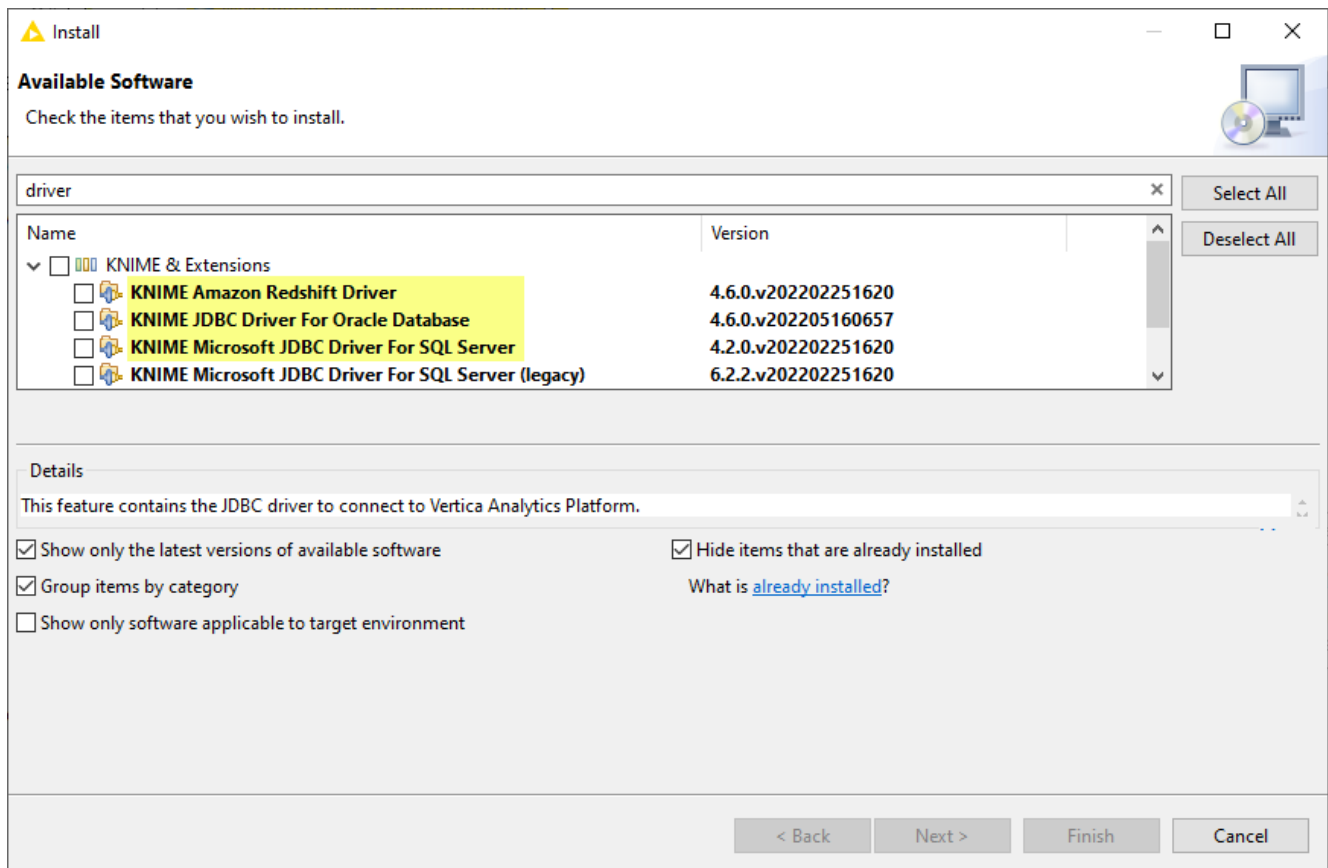 Install
Available Software
Check the items that you wish to install.
driver
Select All
Name Version
Deselect All
KNIME & Extensions
KNIME Amazon Redshift Driver 4.6.0.v202202251620
KNIME JDBC Driver For Oracle Database 4.6.0.v202205160657
KNIME Microsoft JDBC Driver For SQL Server 4.2.0.v202202251620
KNIME Microsoft JDBC Driver For SQL Server (legacy) 6.2.2.v202202251620
Details
This feature contains the JDBC driver to connect to Vertica Analytics Platform.
Show only the latest versions of available software Hide items that are already installed
Group items by category What is already installed?
Show only software applicable to target environment
< Back Next > Finish Cancel